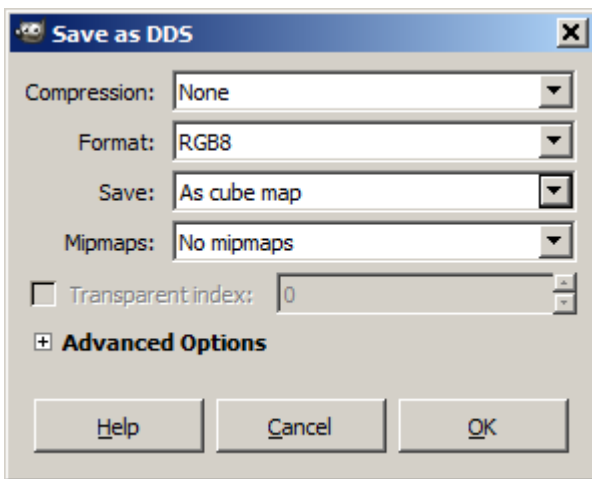 Save as DDS
Compression: None
Format: RGB8
Save: As cube map
Mipmaps: No mipmaps
Transparent index: 0
Advanced Options
Help Cancel OK